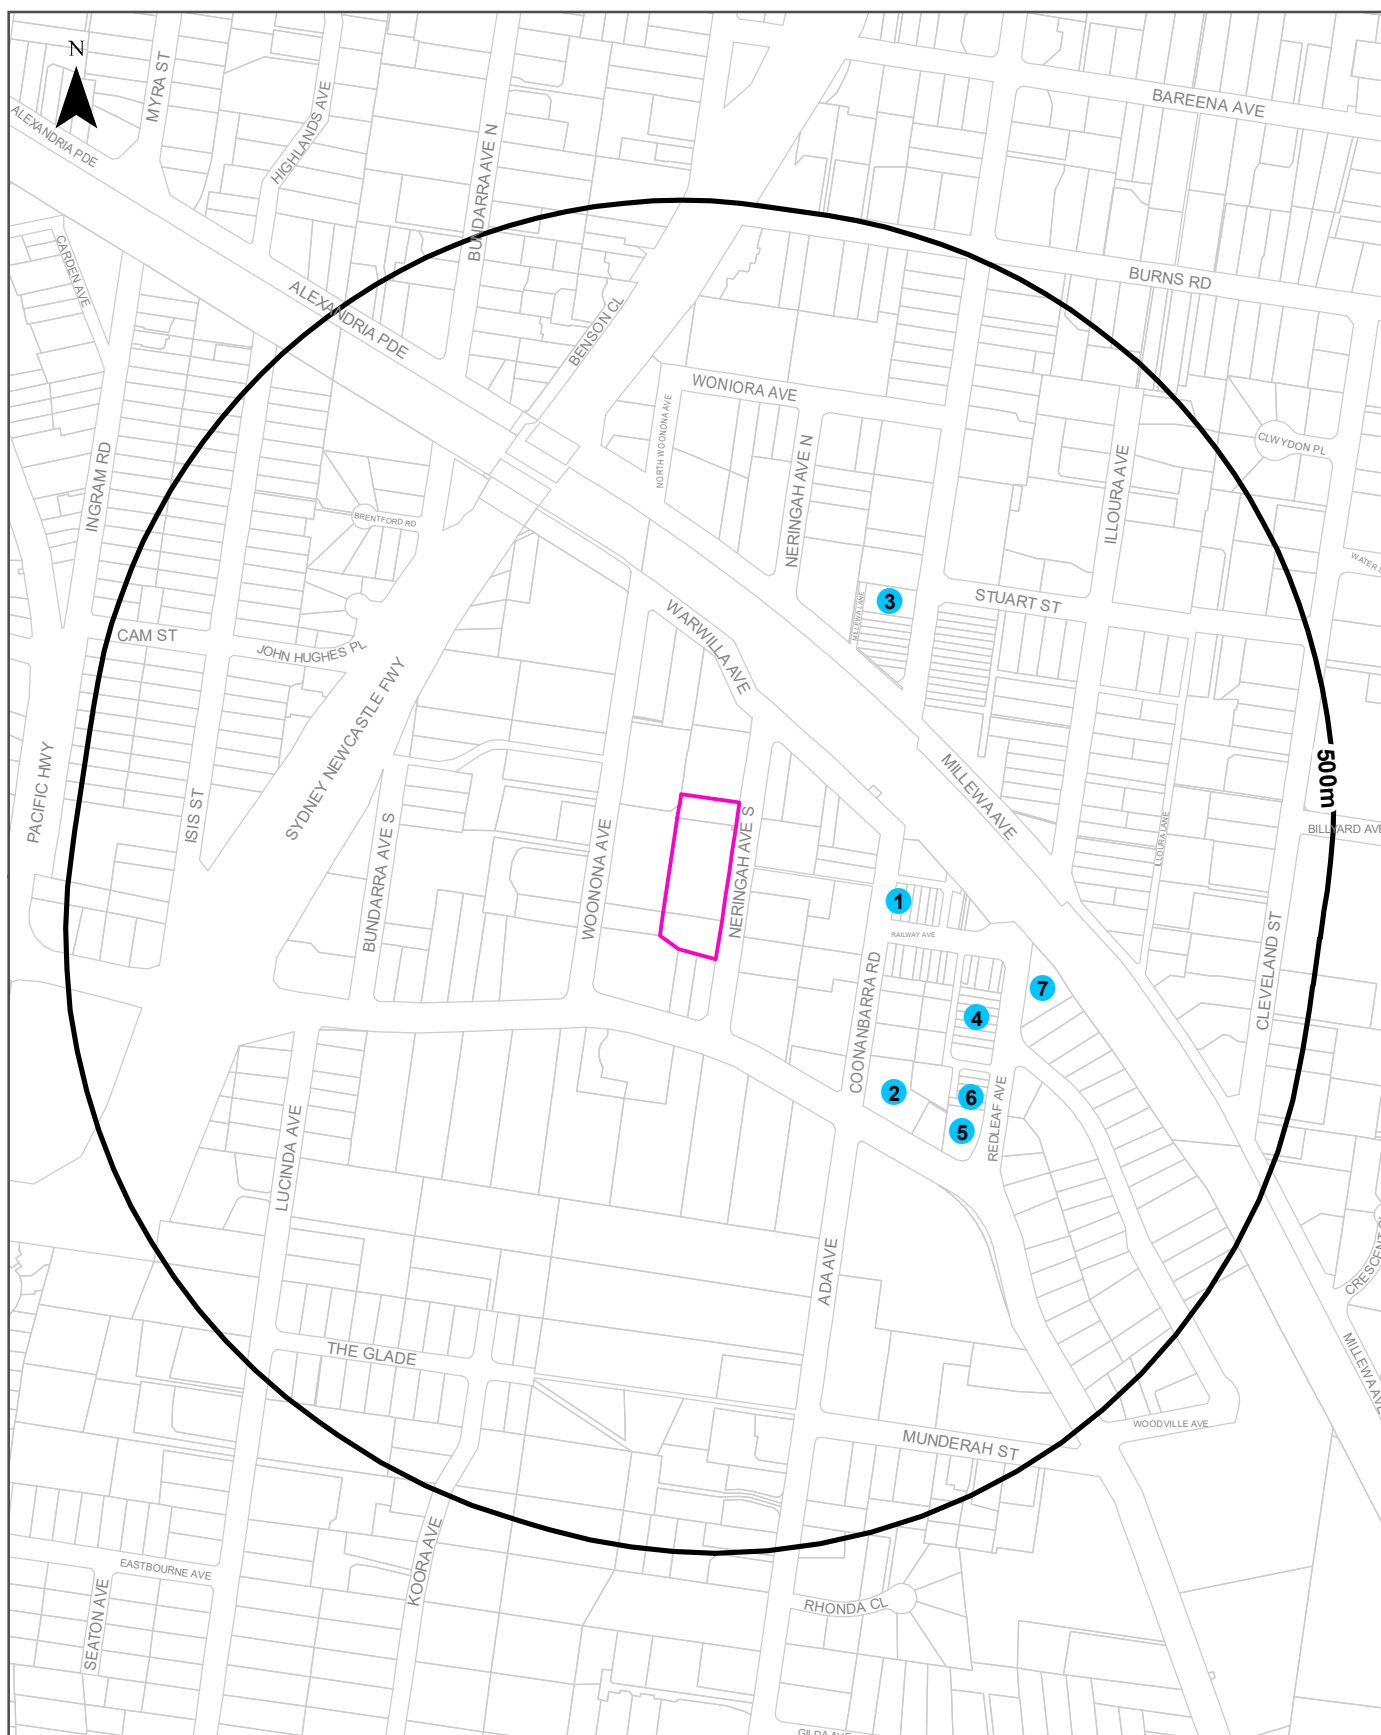 N
MYRA ST
ALEXANDRIA PDE
HIGHLANDS AVE
BUNDARRA AVE N
BAREENA AVE
CARDEN AVE
ALEXANDRIA PDE
BENSON CL
BURNS RD
WONIORA AVE
NORTH WOONONA AVE
NERINGAH AVE N
ILLOURA AVE
CLWYDON PL
INGRAM RD
BRENTFORD RD
WATER
MILLEWA LANE
3
STUART ST
CAM ST
JOHN HUGHES PL
WARWILLA AVE
SYDNEY NEWCASTLE FWY
PACIFIC HWY
ISIS ST
MILLEWA AVE
500m
BILLYARD AVE
ILLOURA LANE
BUNDARRA AVE S
WOONONA AVE
NERINGAH AVE S
1
RAILWAY AVE
COONANBARRA RD
7
4
CLEVELAND ST
2
6
5
REDLEAF AVE
LUCINDA AVE
ADA AVE
CRESCENT CL
THE GLADE
MILLEWA AVE
WOODVILLE AVE
MUNDERAH ST
KOORA AVE
EASTBOURNE AVE
SEATON AVE
RHONDA CL
GILDA AVE